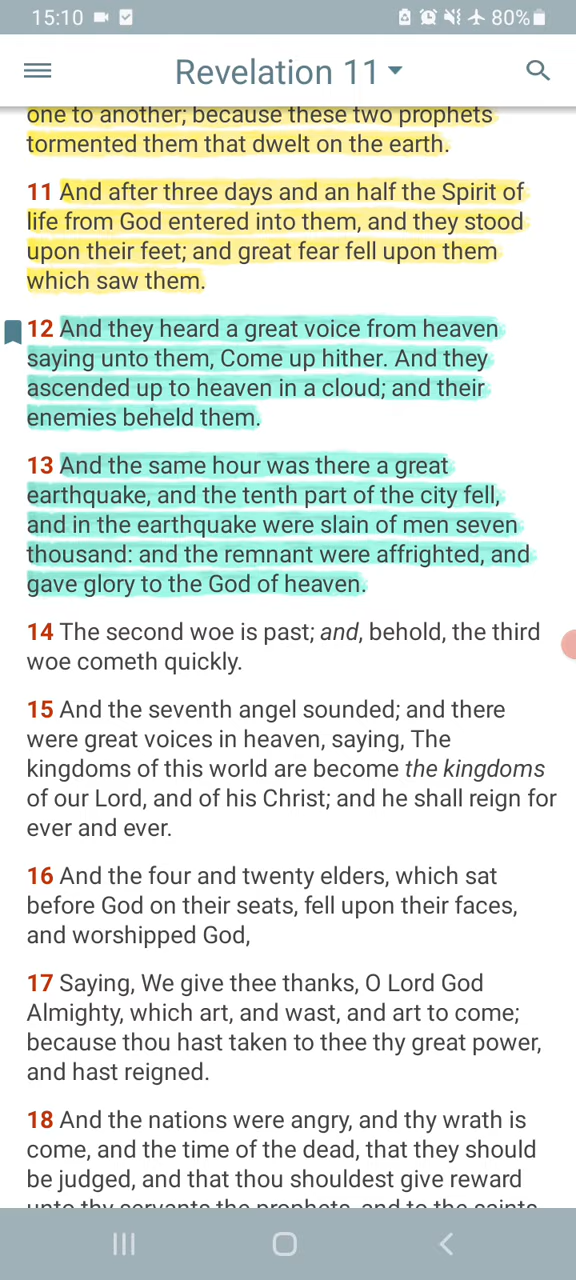 15:10
80%
Revelation 11
one to another; because these two prophets
tormented them that dwelt on the earth.
11 And after three days and an half the Spirit of
life from God entered into them, and they stood
upon their feet; and great fear fell upon them
which saw them.
12 And they heard a great voice from heaven
saying unto them, Come up hither. And they
ascended up to heaven in a cloud; and their
enemies beheld them.
13 And the same hour was there a great
earthquake, and the tenth part of the city fell,
and in the earthquake were slain of men seven
thousand: and the remnant were affrighted, and
gave glory to the God of heaven.
14 The second woe is past; and, behold, the third
woe cometh quickly.
15 And the seventh angel sounded; and there
were great voices in heaven, saying, The
kingdoms of this world are become the kingdoms
of our Lord, and of his Christ; and he shall reign for
ever and ever.
16 And the four and twenty elders, which sat
before God on their seats, fell upon their faces,
and worshipped God,
17 Saying, We give thee thanks, O Lord God
Almighty, which art, and wast, and art to come;
because thou hast taken to thee thy great power,
and hast reigned.
18 And the nations were angry, and thy wrath is
come, and the time of the dead, that they should
be judged, and that thou shouldest give reward
unto thy servants the prophets, and to the saints,